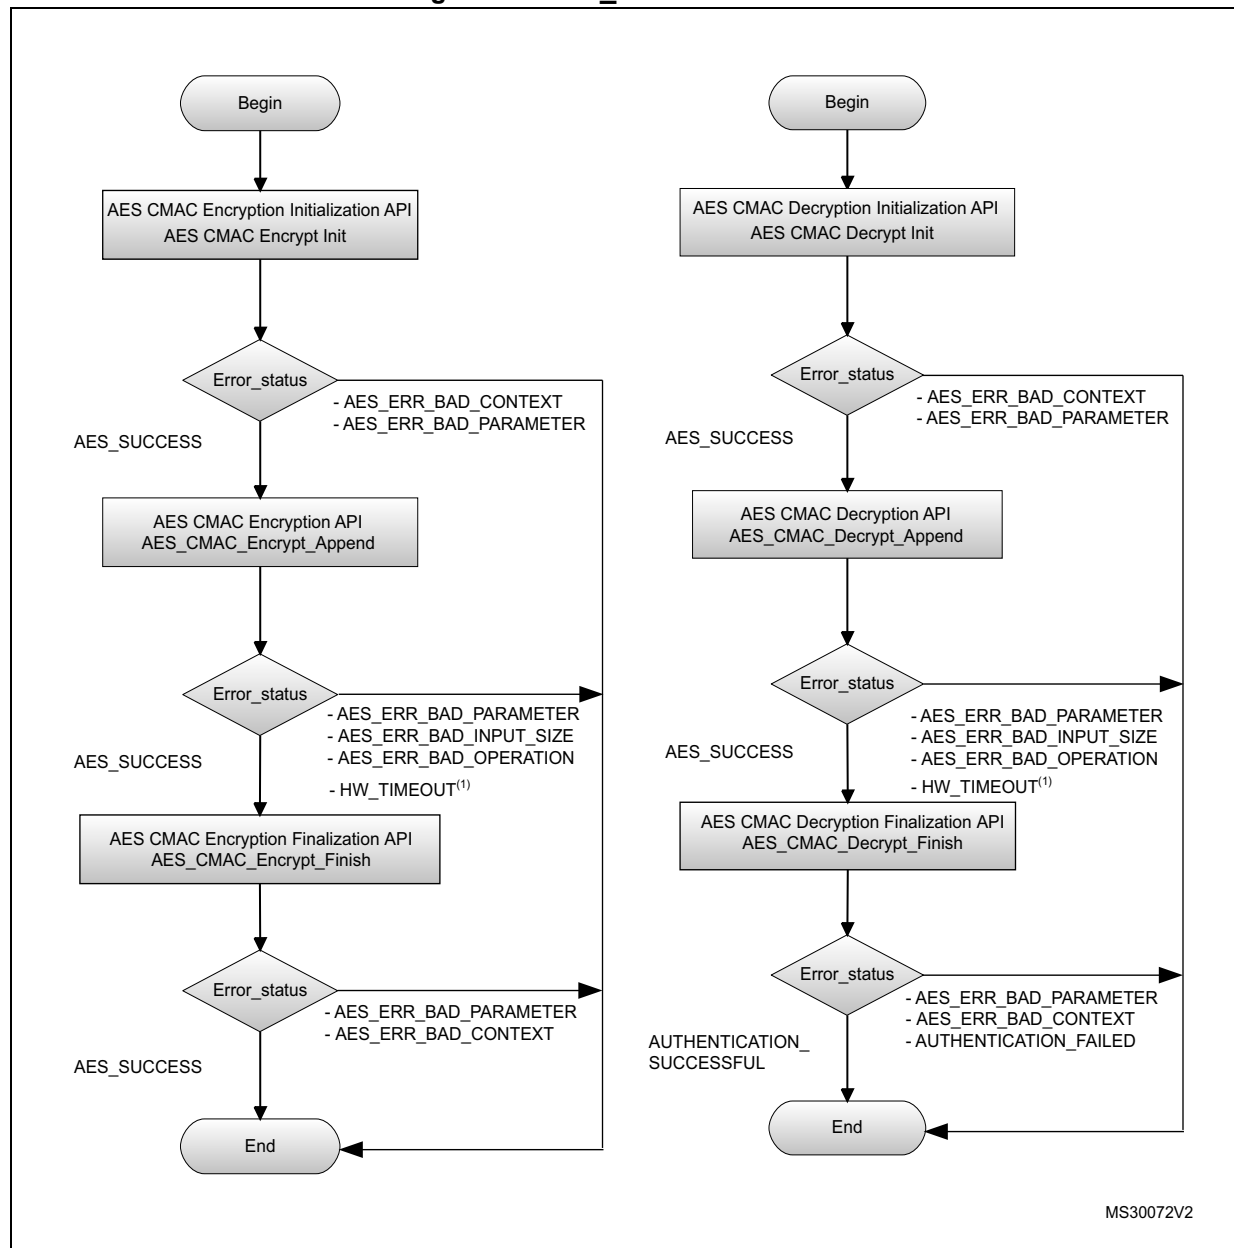 Begin
AES CMAC Encryption Initialization API
AES CMAC Encrypt Init
Error_status
- AES_ERR_BAD_CONTEXT
- AES_ERR_BAD_PARAMETER
AES_SUCCESS
AES CMAC Encryption API
AES_CMAC_Encrypt_Append
Error_status
- AES_ERR_BAD_PARAMETER
- AES_ERR_BAD_INPUT_SIZE
- AES_ERR_BAD_OPERATION
- HW_TIMEOUT(1)
AES_SUCCESS
AES CMAC Encryption Finalization API
AES_CMAC_Encrypt_Finish
Error_status
- AES_ERR_BAD_PARAMETER
- AES_ERR_BAD_CONTEXT
AES_SUCCESS
End
Begin
AES CMAC Decryption Initialization API
AES CMAC Decrypt Init
Error_status
- AES_ERR_BAD_CONTEXT
- AES_ERR_BAD_PARAMETER
AES_SUCCESS
AES CMAC Decryption API
AES_CMAC_Decrypt_Append
Error_status
- AES_ERR_BAD_PARAMETER
- AES_ERR_BAD_INPUT_SIZE
- AES_ERR_BAD_OPERATION
- HW_TIMEOUT(1)
AES_SUCCESS
AES CMAC Decryption Finalization API
AES_CMAC_Decrypt_Finish
Error_status
- AES_ERR_BAD_PARAMETER
- AES_ERR_BAD_CONTEXT
- AUTHENTICATION_FAILED
AUTHENTICATION_
SUCCESSFUL
End
MS30072V2